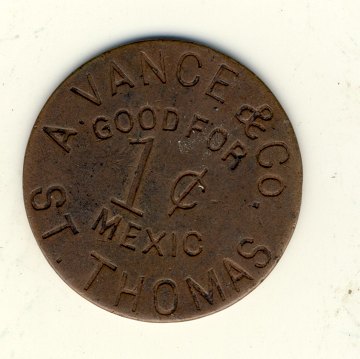 A. VANCE & CO.
GOOD FOR
1 ¢
MEXIC
ST. THOMAS